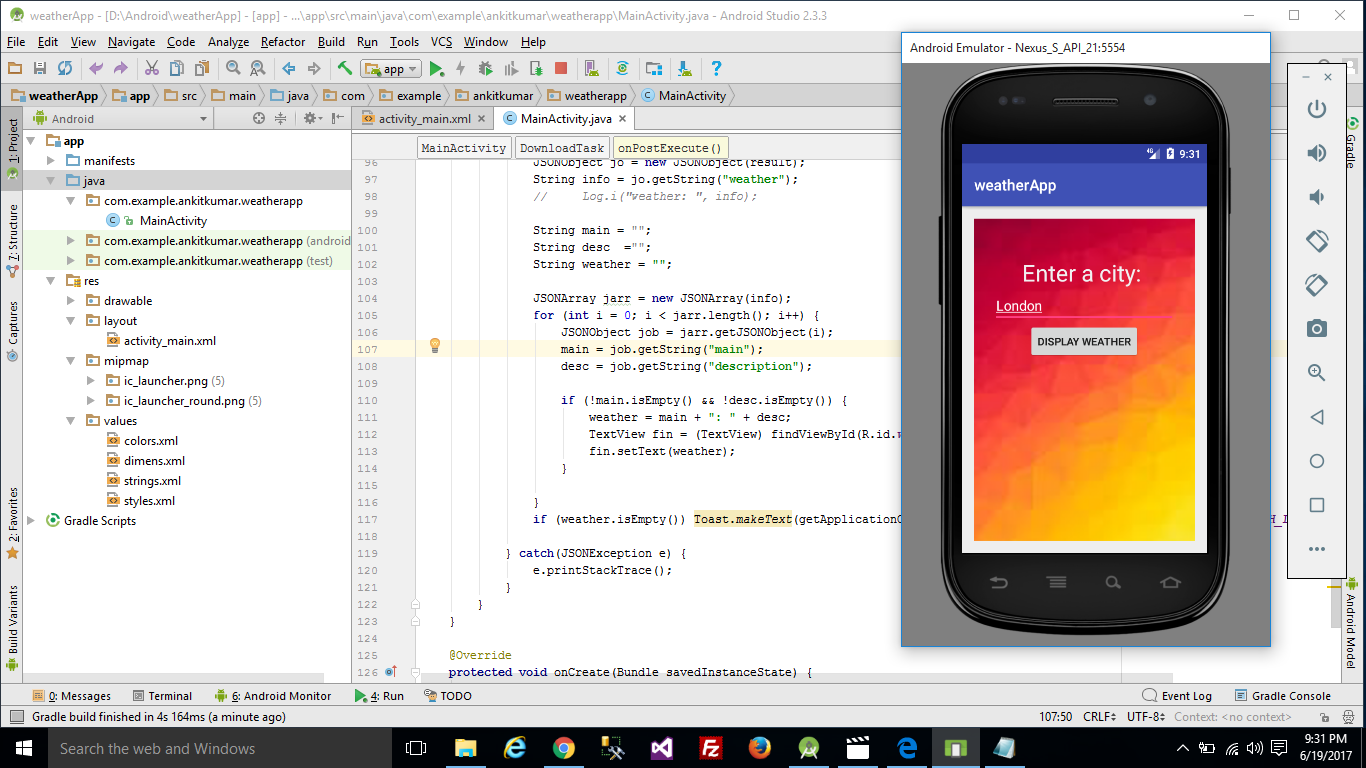 weatherApp - [D:\Android\weatherApp] - [app] - ...\app\src\main\java\com\example\ankitkumar\weatherapp\MainActivity.java - Android Studio 2.3.3
File Edit View Navigate Code Analyze Refactor Build Run Tools VCS Window Help
app
weatherApp app src main java com example ankitkumar weatherapp MainActivity
Android
activity_main.xml MainActivity.java
MainActivity DownloadTask onPostExecute()
1: Project
7: Structure
Captures
2: Favorites
Build Variants
app
manifests
java
com.example.ankitkumar.weatherapp
MainActivity
com.example.ankitkumar.weatherapp (android
com.example.ankitkumar.weatherapp (test)
res
drawable
layout
activity_main.xml
mipmap
ic_launcher.png (5)
ic_launcher_round.png (5)
values
colors.xml
dimens.xml
strings.xml
styles.xml
Gradle Scripts
96 JSONObject jo = new JSONObject(result);
97 String info = jo.getString("weather");
98 // Log.i("weather: ", info);
99
100 String main = "";
101 String desc ="";
102 String weather = "";
103
104 JSONArray jarr = new JSONArray(info);
105 for (int i = 0; i < jarr.length(); i++) {
106 JSONObject job = jarr.getJSONObject(i);
107 main = job.getString("main");
108 desc = job.getString("description");
109
110 if (!main.isEmpty() && !desc.isEmpty()) {
111 weather = main + ": " + desc;
112 TextView fin = (TextView) findViewById(R.id.w
113 fin.setText(weather);
114 }
115
116 }
117 if (weather.isEmpty()) Toast.makeText(getApplicationC
118
119 } catch(JSONException e) {
120 e.printStackTrace();
121 }
122 }
123 }
124
125 @Override
126 protected void onCreate(Bundle savedInstanceState) {
Android Emulator - Nexus_S_API_21:5554
4G 9:31
weatherApp
Enter a city:
London
DISPLAY WEATHER
Gradle
Android Model
0: Messages Terminal 6: Android Monitor 4: Run TODO Event Log Gradle Console
Gradle build finished in 4s 164ms (a minute ago) 107:50 CRLF UTF-8 Context: <no context>
Search the web and Windows
9:31 PM
6/19/2017